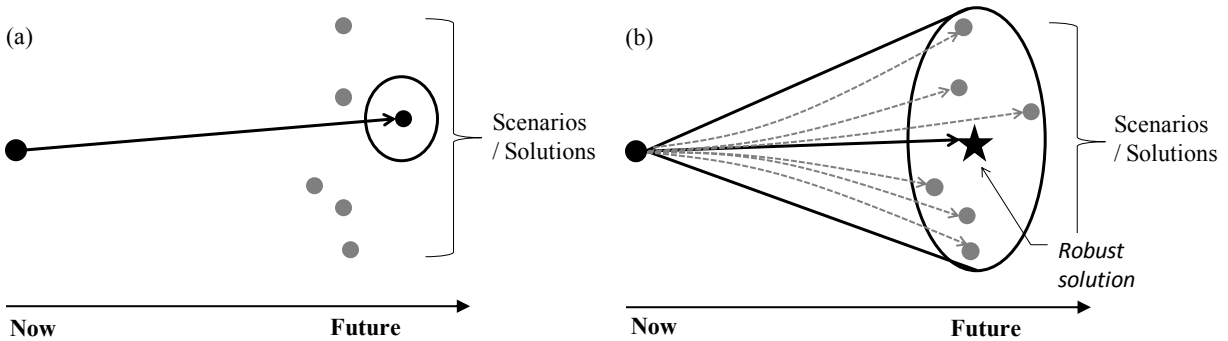 (a)
Scenarios
/ Solutions
Now
Future
(b)
Scenarios
/ Solutions
Robust
solution
Now
Future